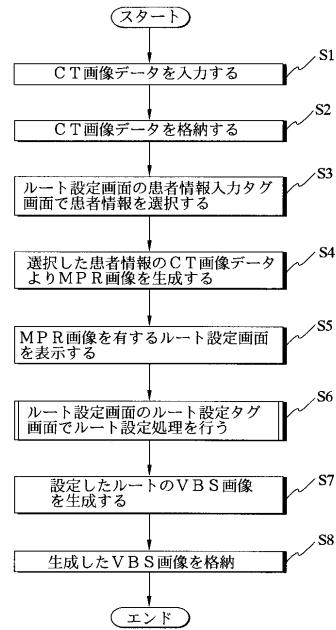 スタート
S1
ＣＴ画像データを入力する
S2
ＣＴ画像データを格納する
S3
ルート設定画面の患者情報入力タグ
画面で患者情報を選択する
S4
選択した患者情報のＣＴ画像データ
よりＭＰＲ画像を生成する
S5
ＭＰＲ画像を有するルート設定画面
を表示する
S6
ルート設定画面のルート設定タグ
画面でルート設定処理を行う
S7
設定したルートのＶＢＳ画像
を生成する
S8
生成したＶＢＳ画像を格納
エンド